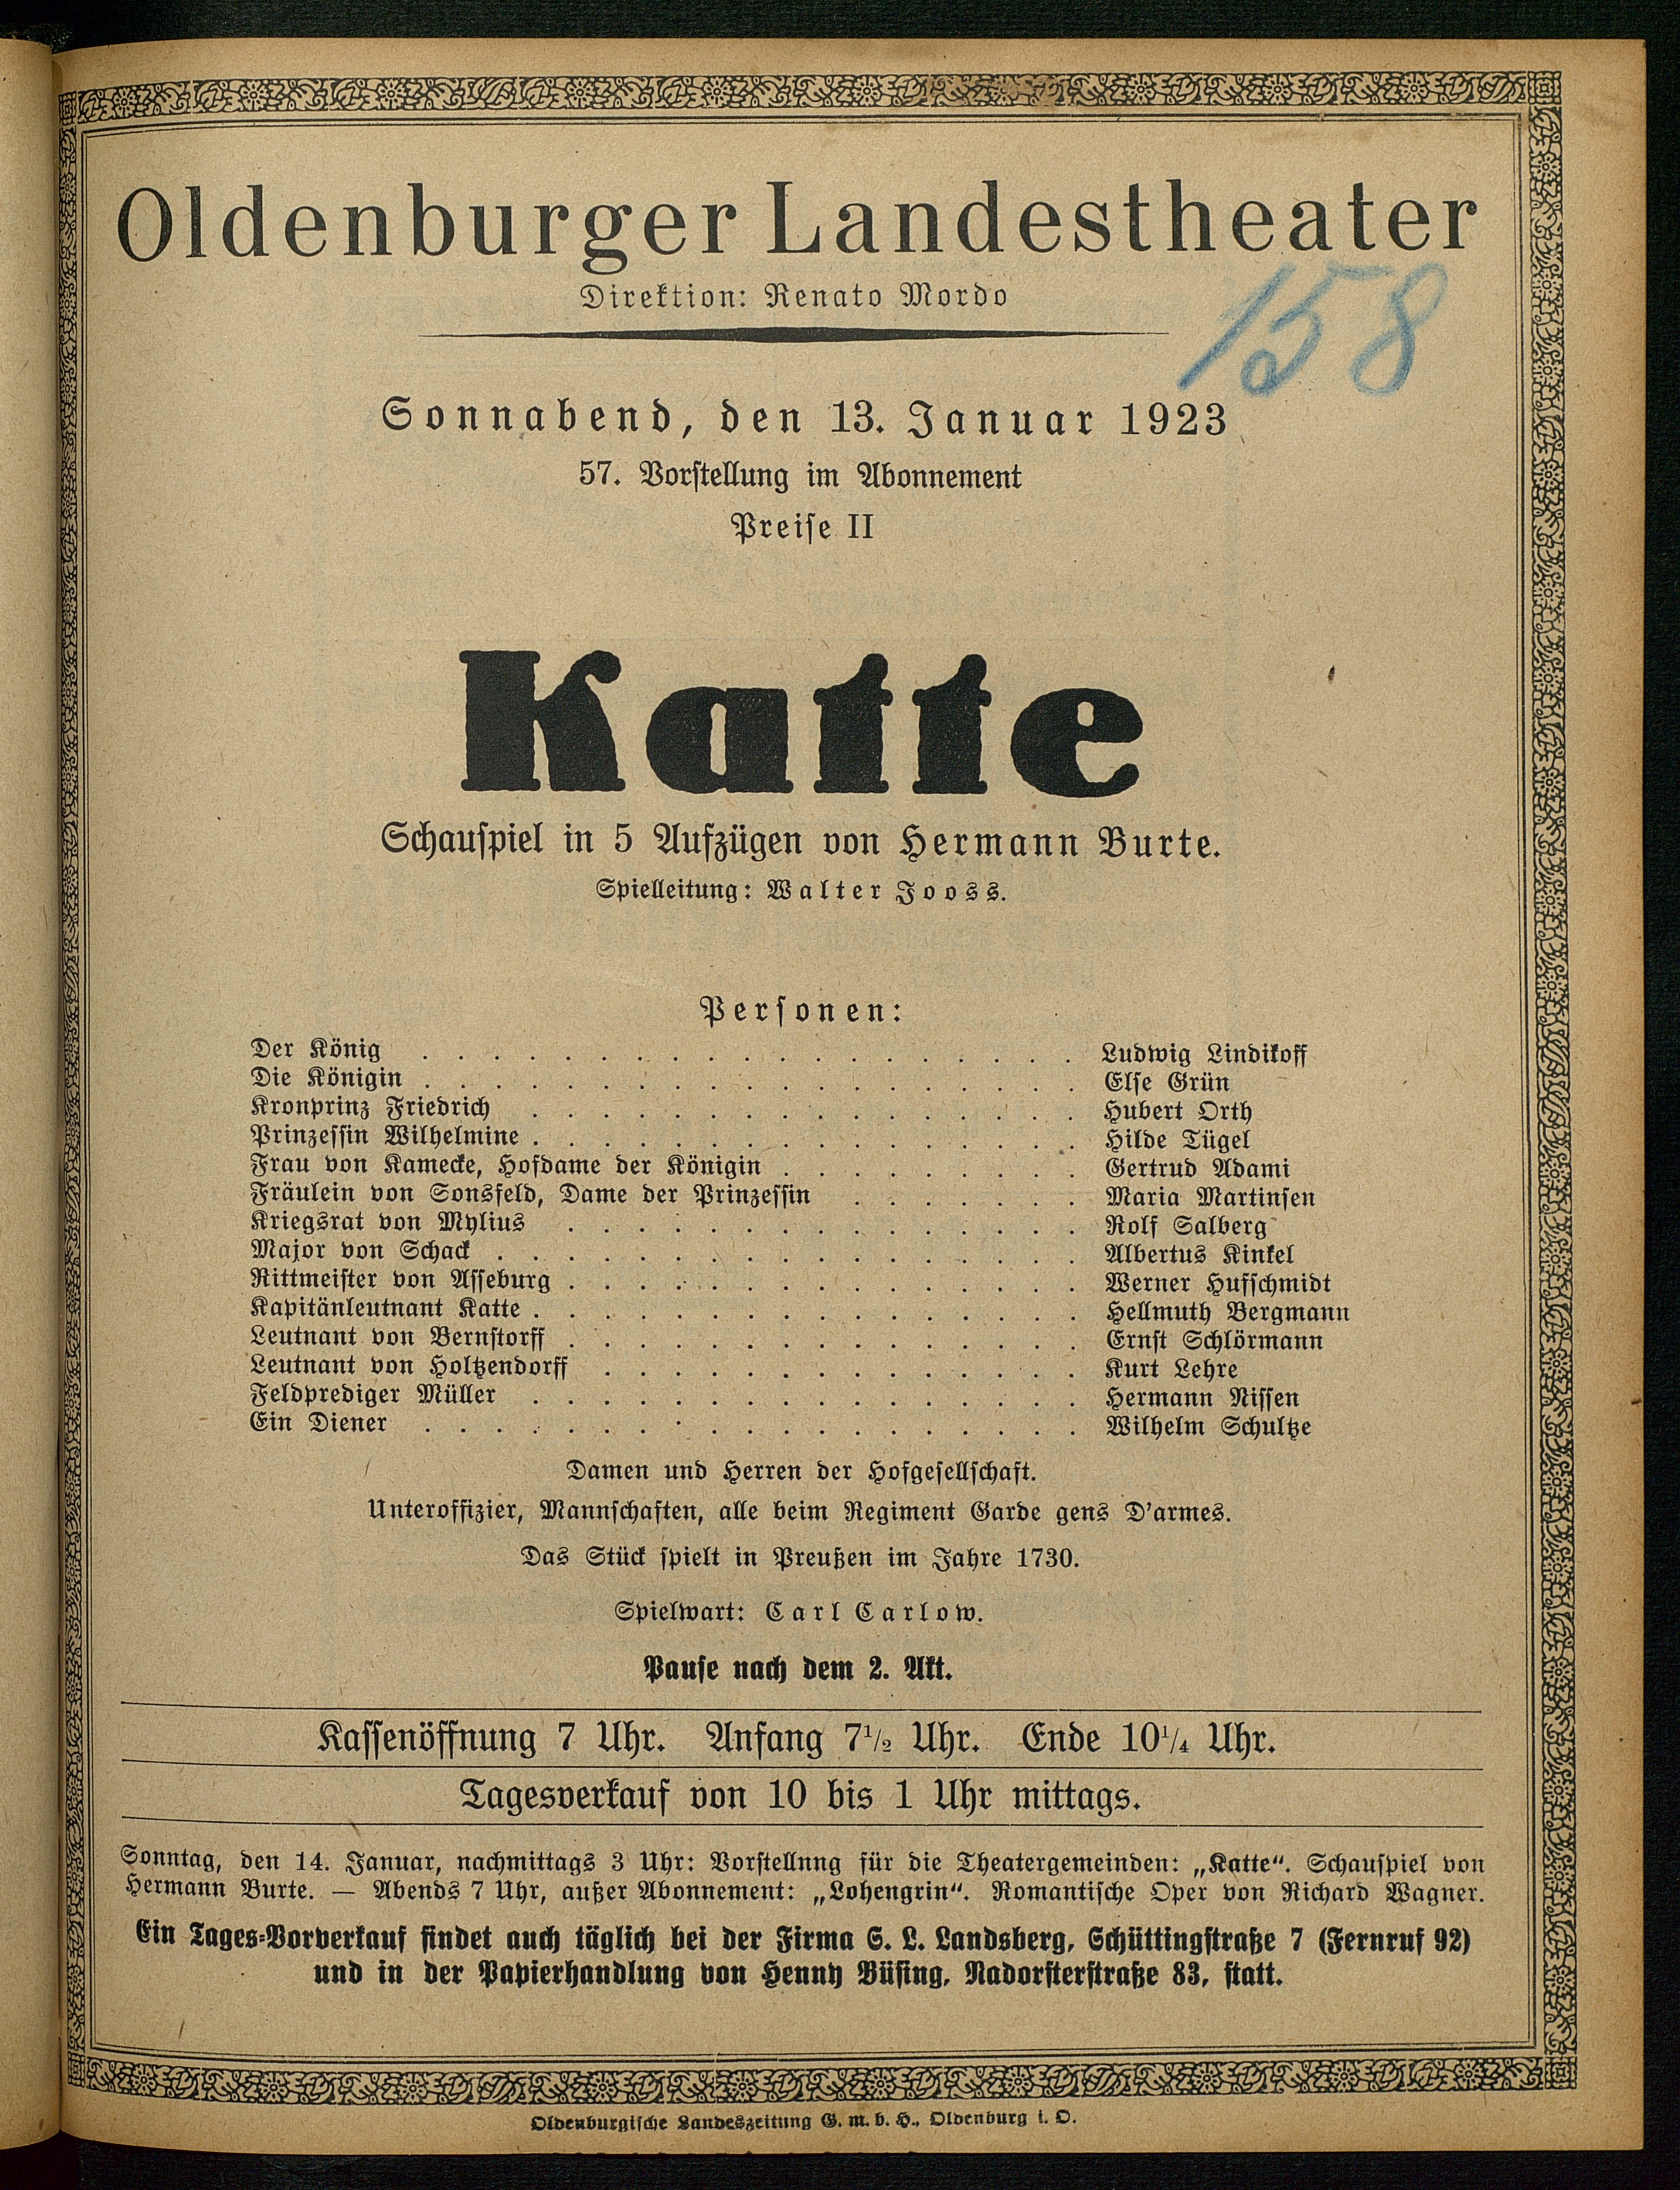 Oldenburger Landestheater
Direktion: Renato Mordo
158
Sonnabend, den 13. Januar 1923
57. Vorstellung im Abonnement
Preise II
Katte
Schauspiel in 5 Aufzügen von Hermann Burte.
Spielleitung: Walter Jooss.
Personen:
Der König . . . . . . . . . . . . . . . . . . . Ludwig Lindikoff
Die Königin . . . . . . . . . . . . . . . . . . . Else Grün
Kronprinz Friedrich . . . . . . . . . . . . . . . . Hubert Orth
Prinzessin Wilhelmine . . . . . . . . . . . . . . . . Hilde Tügel
Frau von Kamecke, Hofdame der Königin . . . . . . . . . Gertrud Adami
Fräulein von Sonsfeld, Dame der Prinzessin . . . . . . . Maria Martinsen
Kriegsrat von Mylius . . . . . . . . . . . . . . . Rolf Salberg
Major von Schack . . . . . . . . . . . . . . . . . Albertus Kinkel
Rittmeister von Asseburg . . . . . . . . . . . . . . . Werner Hufschmidt
Kapitänleutnant Katte . . . . . . . . . . . . . . . . Hellmuth Bergmann
Leutnant von Bernstorff . . . . . . . . . . . . . . . Ernst Schlörmann
Leutnant von Holtzendorff . . . . . . . . . . . . . . Kurt Lehre
Feldprediger Müller . . . . . . . . . . . . . . . . Hermann Nissen
Ein Diener . . . . . . . . . . . . . . . . . . . Wilhelm Schultze
Damen und Herren der Hofgesellschaft.
Unteroffizier, Mannschaften, alle beim Regiment Garde gens D'armes.
Das Stück spielt in Preußen im Jahre 1730.
Spielwart: Carl Carlow.
Pause nach dem 2. Akt.
Kassenöffnung 7 Uhr. Anfang 7½ Uhr. Ende 10¼ Uhr.
Tagesverkauf von 10 bis 1 Uhr mittags.
Sonntag, den 14. Januar, nachmittags 3 Uhr: Vorstellnng für die Theatergemeinden: „Katte“. Schauspiel von
Hermann Burte. — Abends 7 Uhr, außer Abonnement: „Lohengrin“. Romantische Oper von Richard Wagner.
Ein Tages-Vorverkauf findet auch täglich bei der Firma S. L. Landsberg, Schüttingstraße 7 (Fernruf 92)
und in der Papierhandlung von Henny Büsing, Nadorsterstraße 83, statt.
Oldenburgische Landeszeitung G. m. b. H., Oldenburg i. O.